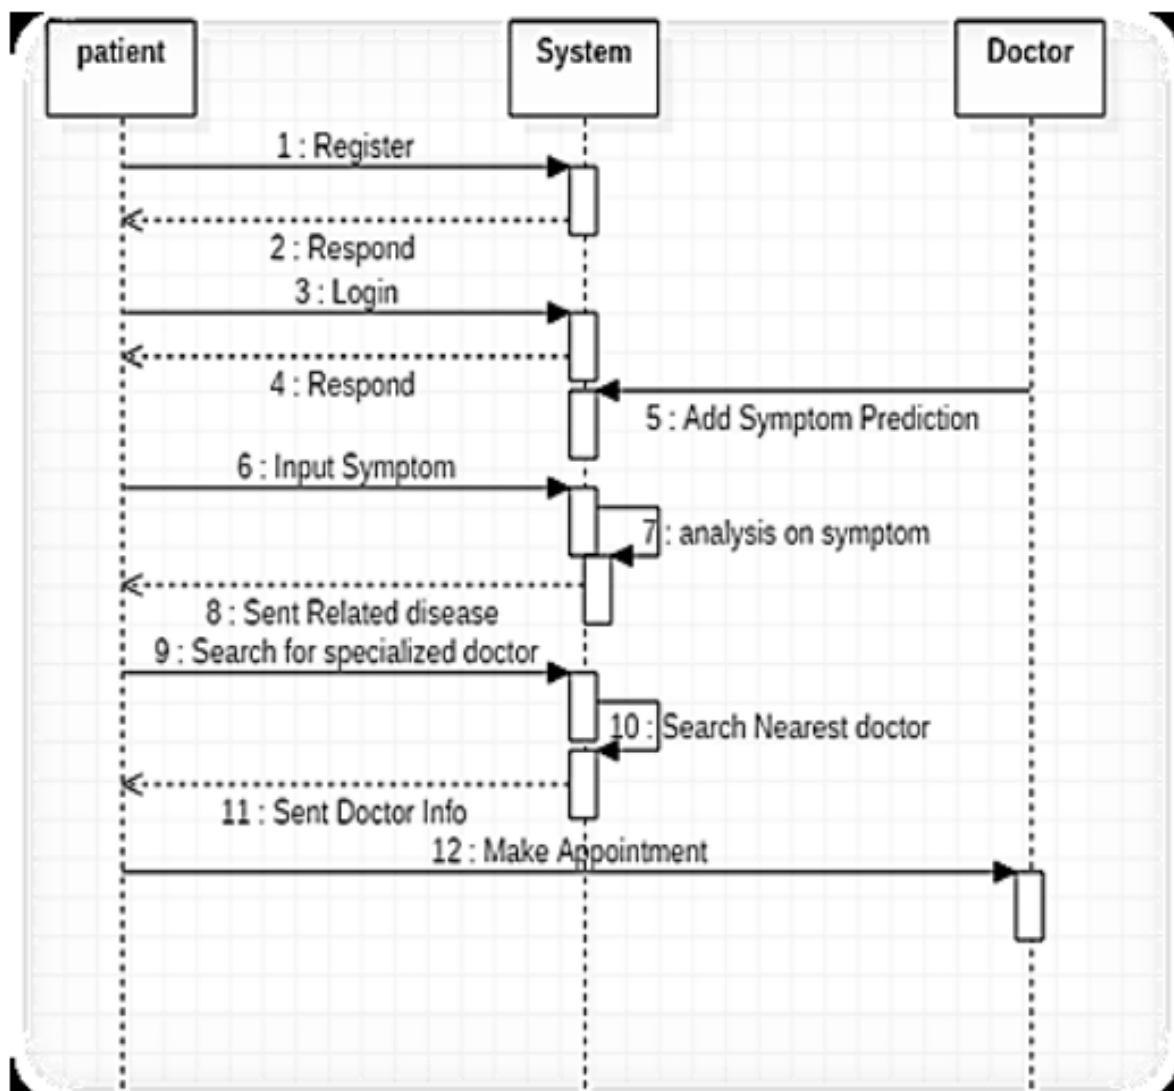 patient
System
Doctor
1 : Register
2 : Respond
3 : Login
4 : Respond
5 : Add Symptom Prediction
6 : Input Symptom
7 : analysis on symptom
8 : Sent Related disease
9 : Search for specialized doctor
10 : Search Nearest doctor
11 : Sent Doctor Info
12 : Make Appointment